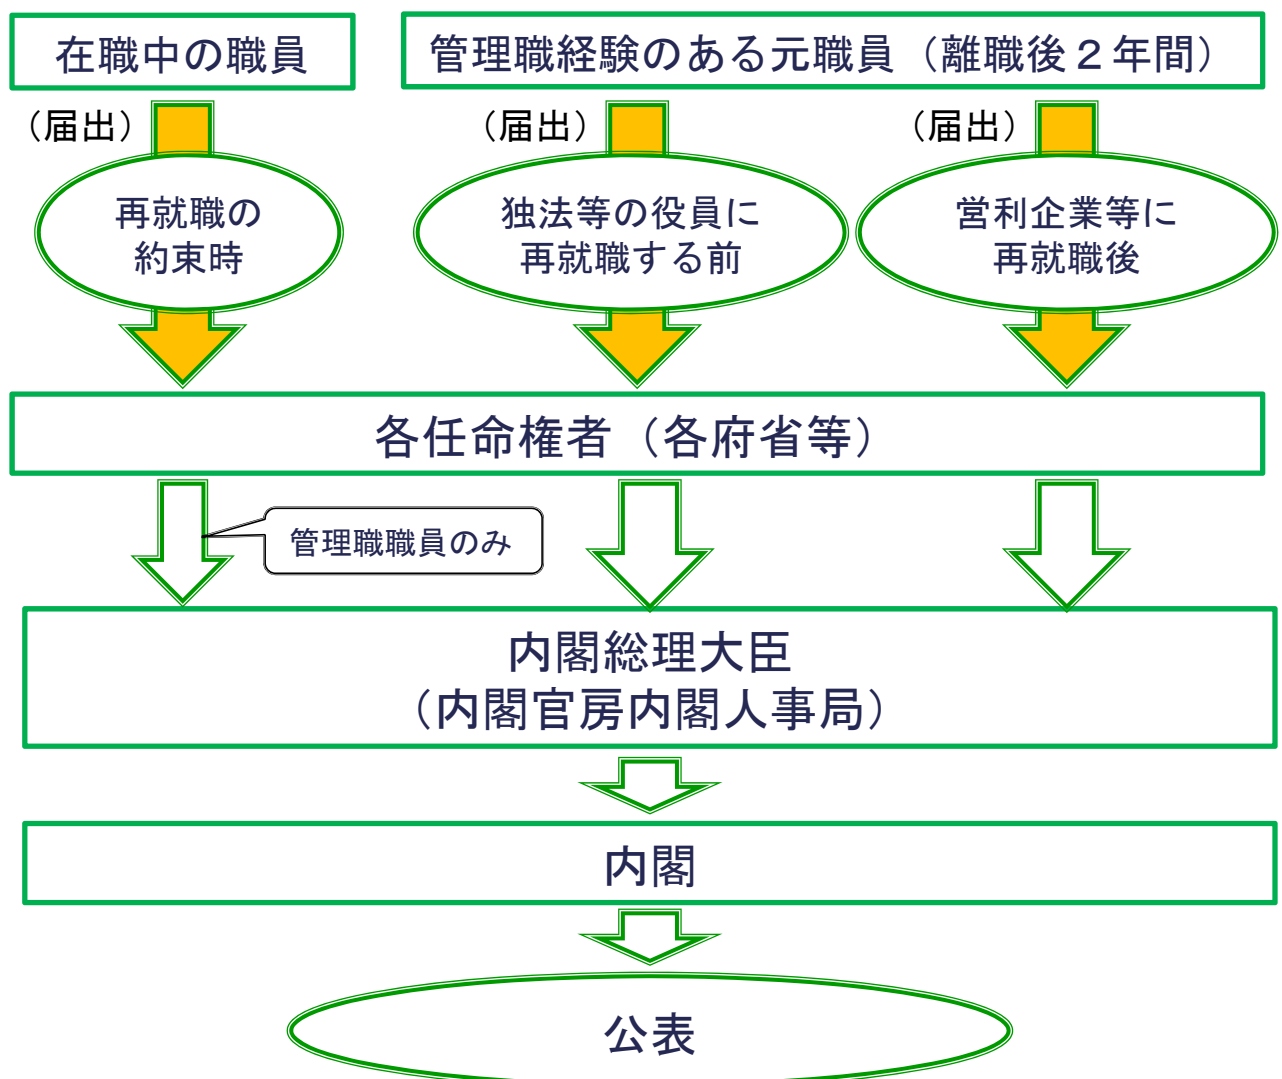 在職中の職員
管理職経験のある元職員（離職後２年間）
（届出）
（届出）
（届出）
再就職の
約束時
独法等の役員に
再就職する前
営利企業等に
再就職後
各任命権者（各府省等）
管理職職員のみ
内閣総理大臣
（内閣官房内閣人事局）
内閣
公表